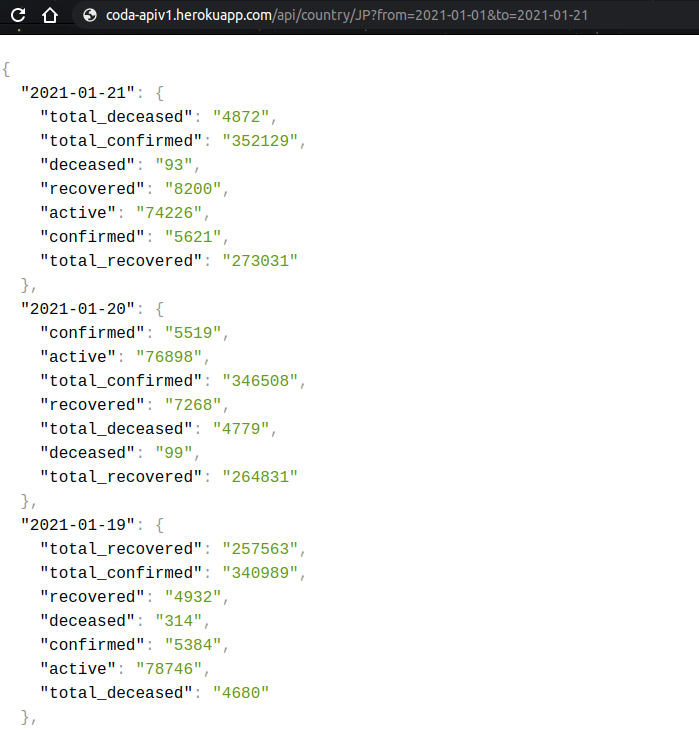 coda-apiv1.herokuapp.com/api/country/JP?from=2021-01-01&to=2021-01-21
{
  "2021-01-21": {
    "total_deceased": "4872",
    "total_confirmed": "352129",
    "deceased": "93",
    "recovered": "8200",
    "active": "74226",
    "confirmed": "5621",
    "total_recovered": "273031"
  },
  "2021-01-20": {
    "confirmed": "5519",
    "active": "76898",
    "total_confirmed": "346508",
    "recovered": "7268",
    "total_deceased": "4779",
    "deceased": "99",
    "total_recovered": "264831"
  },
  "2021-01-19": {
    "total_recovered": "257563",
    "total_confirmed": "340989",
    "recovered": "4932",
    "deceased": "314",
    "confirmed": "5384",
    "active": "78746",
    "total_deceased": "4680"
  },